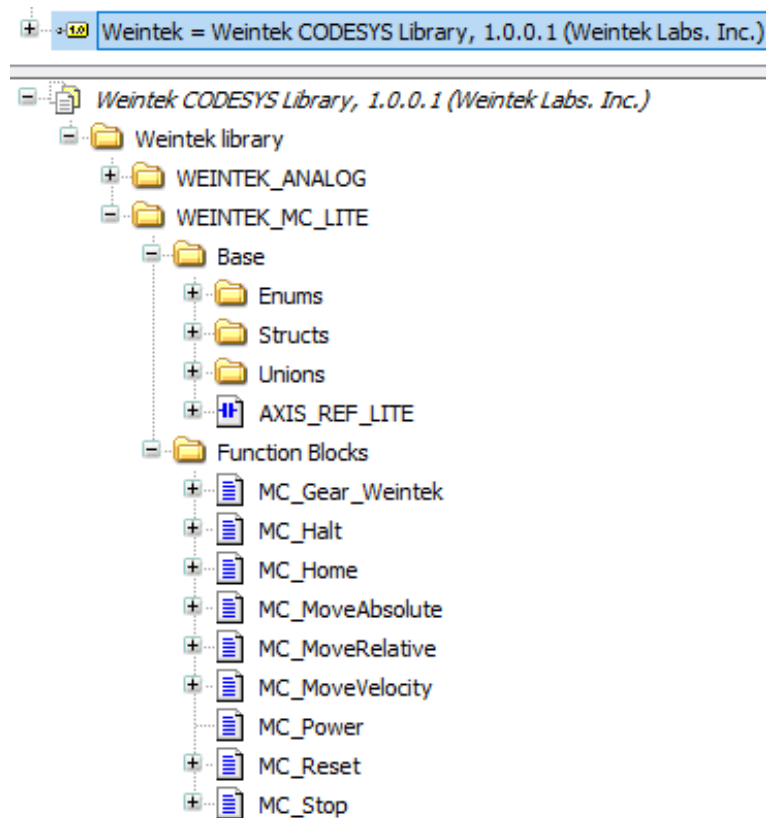 Weintek = Weintek CODESYS Library, 1.0.0.1 (Weintek Labs. Inc.)
Weintek CODESYS Library, 1.0.0.1 (Weintek Labs. Inc.)
Weintek library
WEINTEK_ANALOG
WEINTEK_MC_LITE
Base
Enums
Structs
Unions
AXIS_REF_LITE
Function Blocks
MC_Gear_Weintek
MC_Halt
MC_Home
MC_MoveAbsolute
MC_MoveRelative
MC_MoveVelocity
MC_Power
MC_Reset
MC_Stop